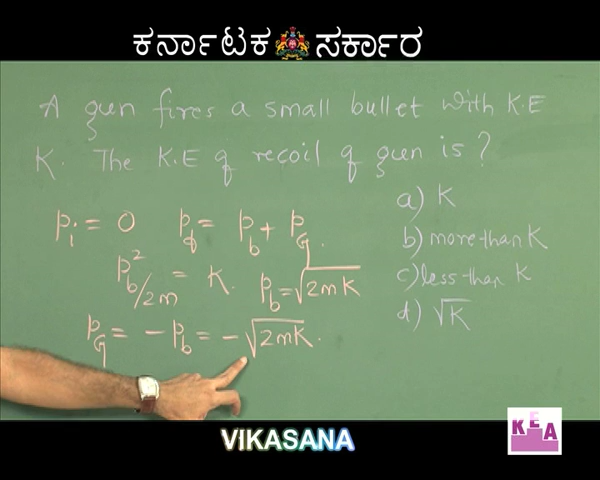 ಕರ್ನಾಟಕ ಸರ್ಕಾರ
A gun fires a small bullet with K.E
K. The K.E of recoil of gun is?
a) K
b) more than K
c) less than K
d) √K
Pi = 0 Pf = Pb + PG
Pb²/2m = K. Pb = √2mK
PG = - Pb = - √2mK.
VIKASANA
KEA